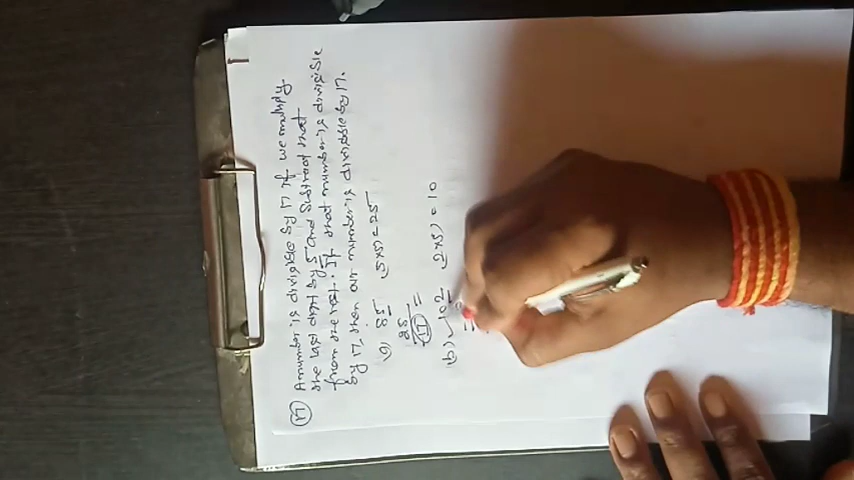 (17) A number is divisible by 17 if we multiply
the last digit by 5 and subtract that
from the rest. If that number is divisible
by 17, then our number is divisible by 17.
(a) 85 (5×5) = 25
25
(17) =
(b) 102 (2×5) = 10